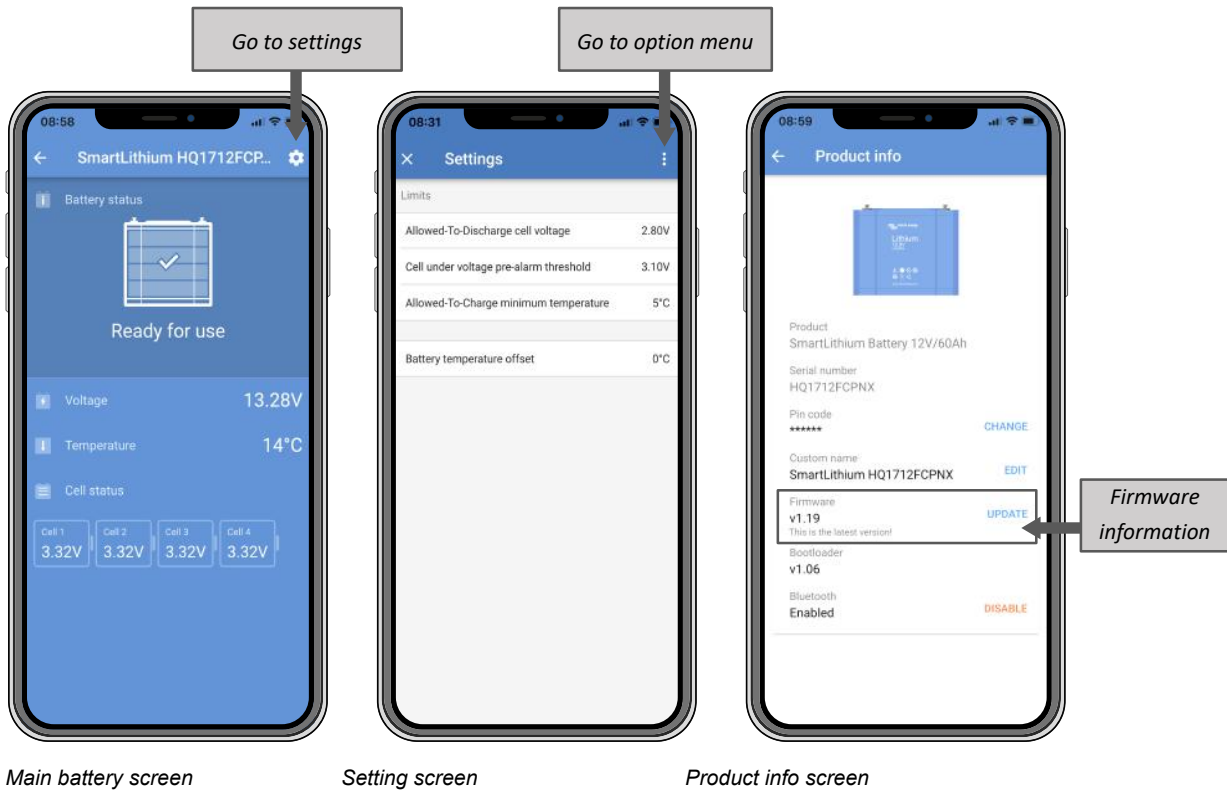 Go to settings
Go to option menu
08:58
SmartLithium HQ1712FCP...
Battery status
Ready for use
Voltage 13.28V
Temperature 14°C
Cell status
Cell 1 Cell 2 Cell 3 Cell 4
3.32V 3.32V 3.32V 3.32V
08:31
Settings
Limits
Allowed-To-Discharge cell voltage 2.80V
Cell under voltage pre-alarm threshold 3.10V
Allowed-To-Charge minimum temperature 5°C
Battery temperature offset 0°C
08:59
Product info
Lithium
Product
SmartLithium Battery 12V/60Ah
Serial number
HQ1712FCPNX
Pin code
****** CHANGE
Custom name
SmartLithium HQ1712FCPNX EDIT
Firmware
v1.19 UPDATE
This is the latest version!
Bootloader
v1.06
Bluetooth
Enabled DISABLE
Firmware
information
Main battery screen
Setting screen
Product info screen